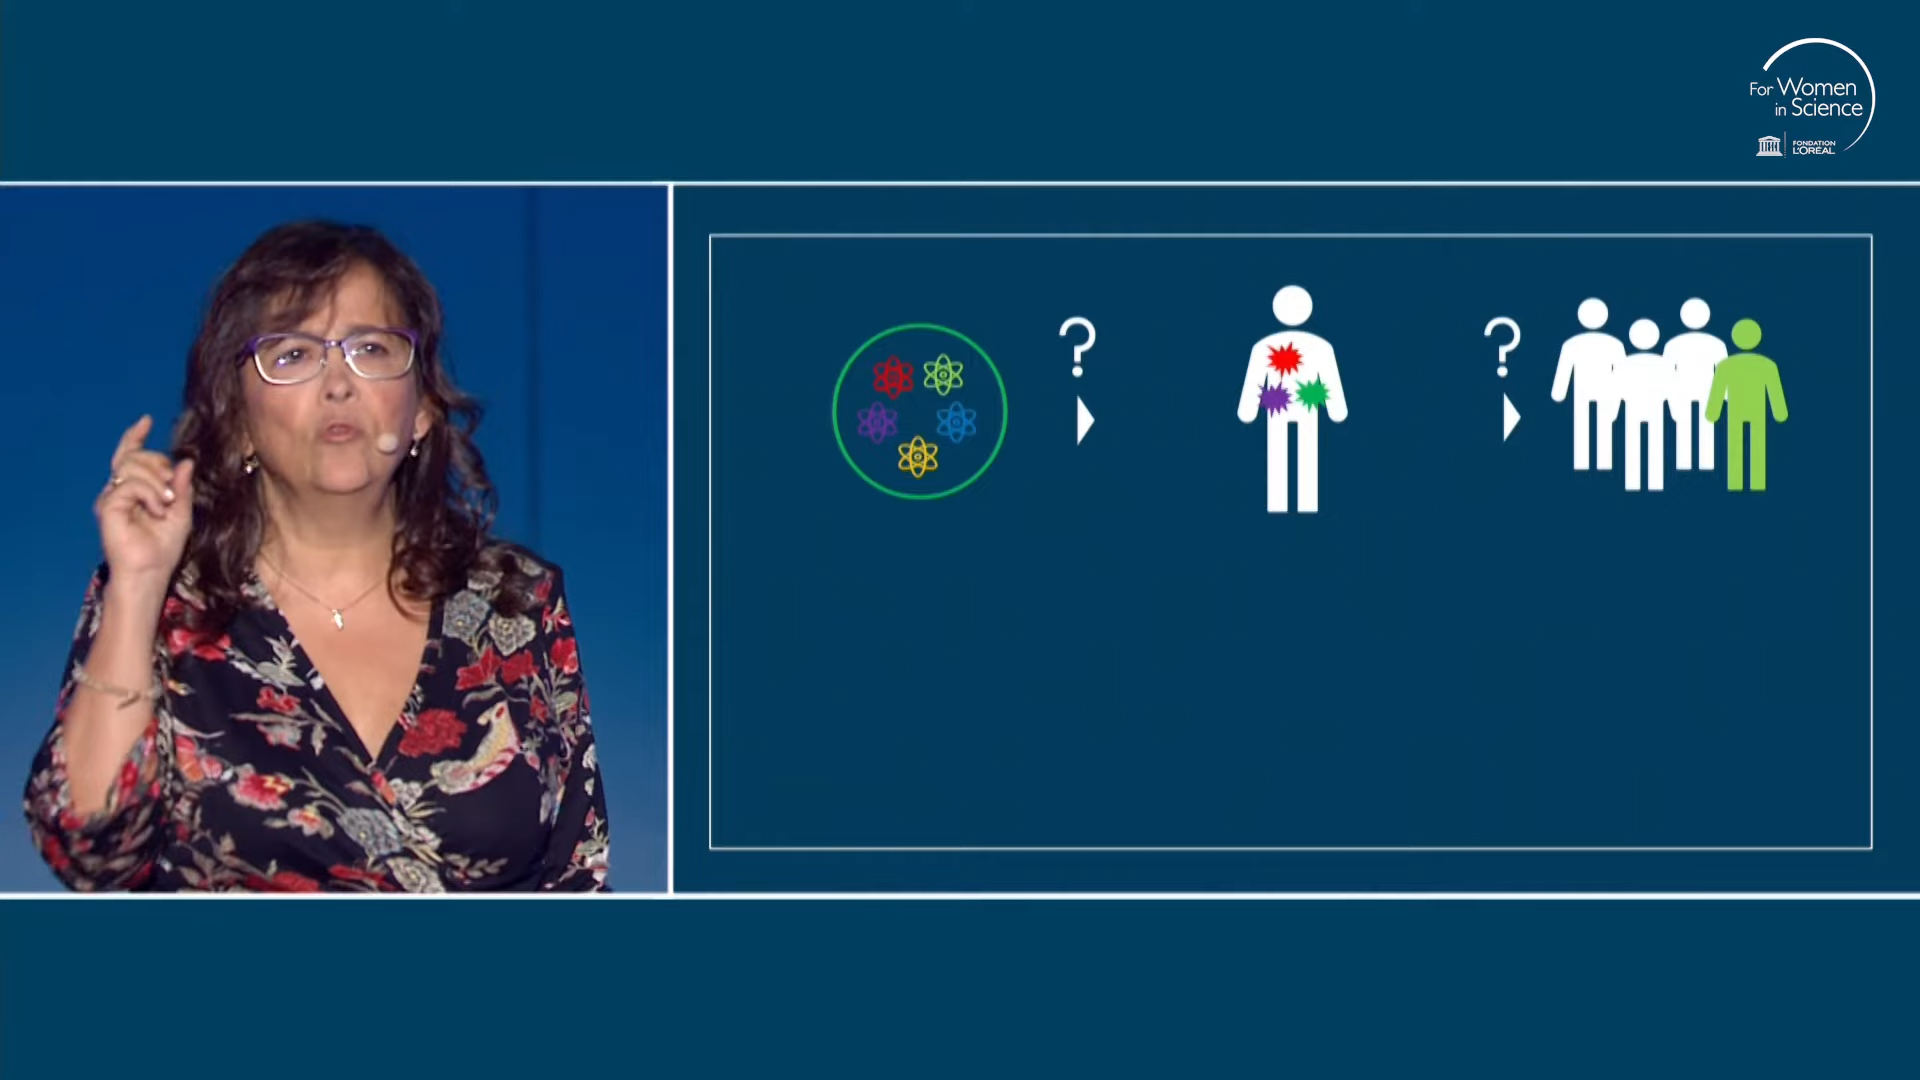 For Women
in Science
FONDATION
L'ORÉAL
?
?